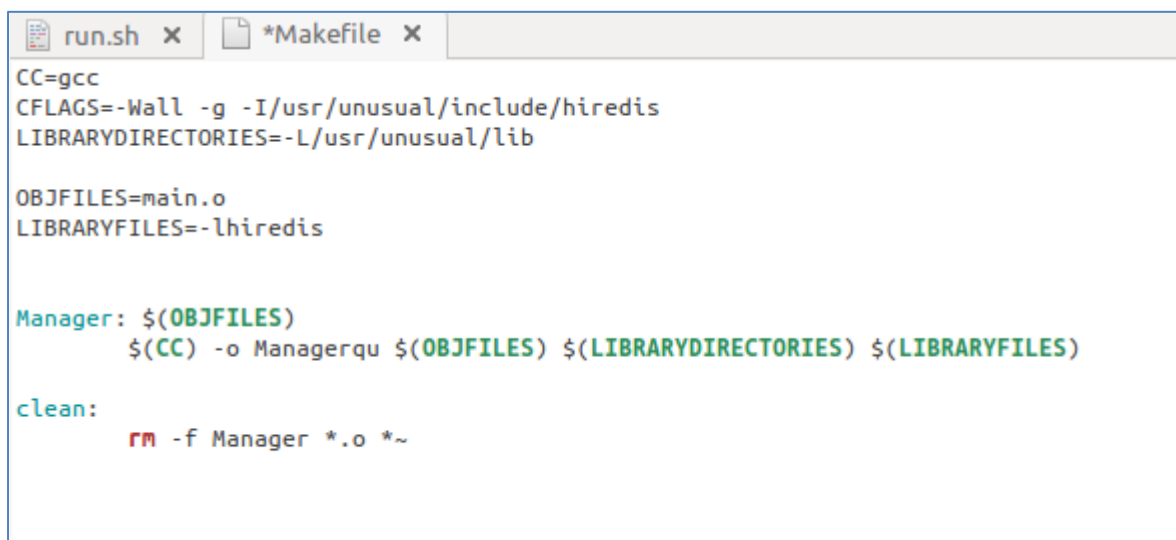 run.sh × *Makefile ×
CC=gcc
CFLAGS=-Wall -g -I/usr/unusual/include/hiredis
LIBRARYDIRECTORIES=-L/usr/unusual/lib
OBJFILES=main.o
LIBRARYFILES=-lhiredis
Manager: $(OBJFILES)
$(CC) -o Managerqu $(OBJFILES) $(LIBRARYDIRECTORIES) $(LIBRARYFILES)
clean:
rm -f Manager *.o *~